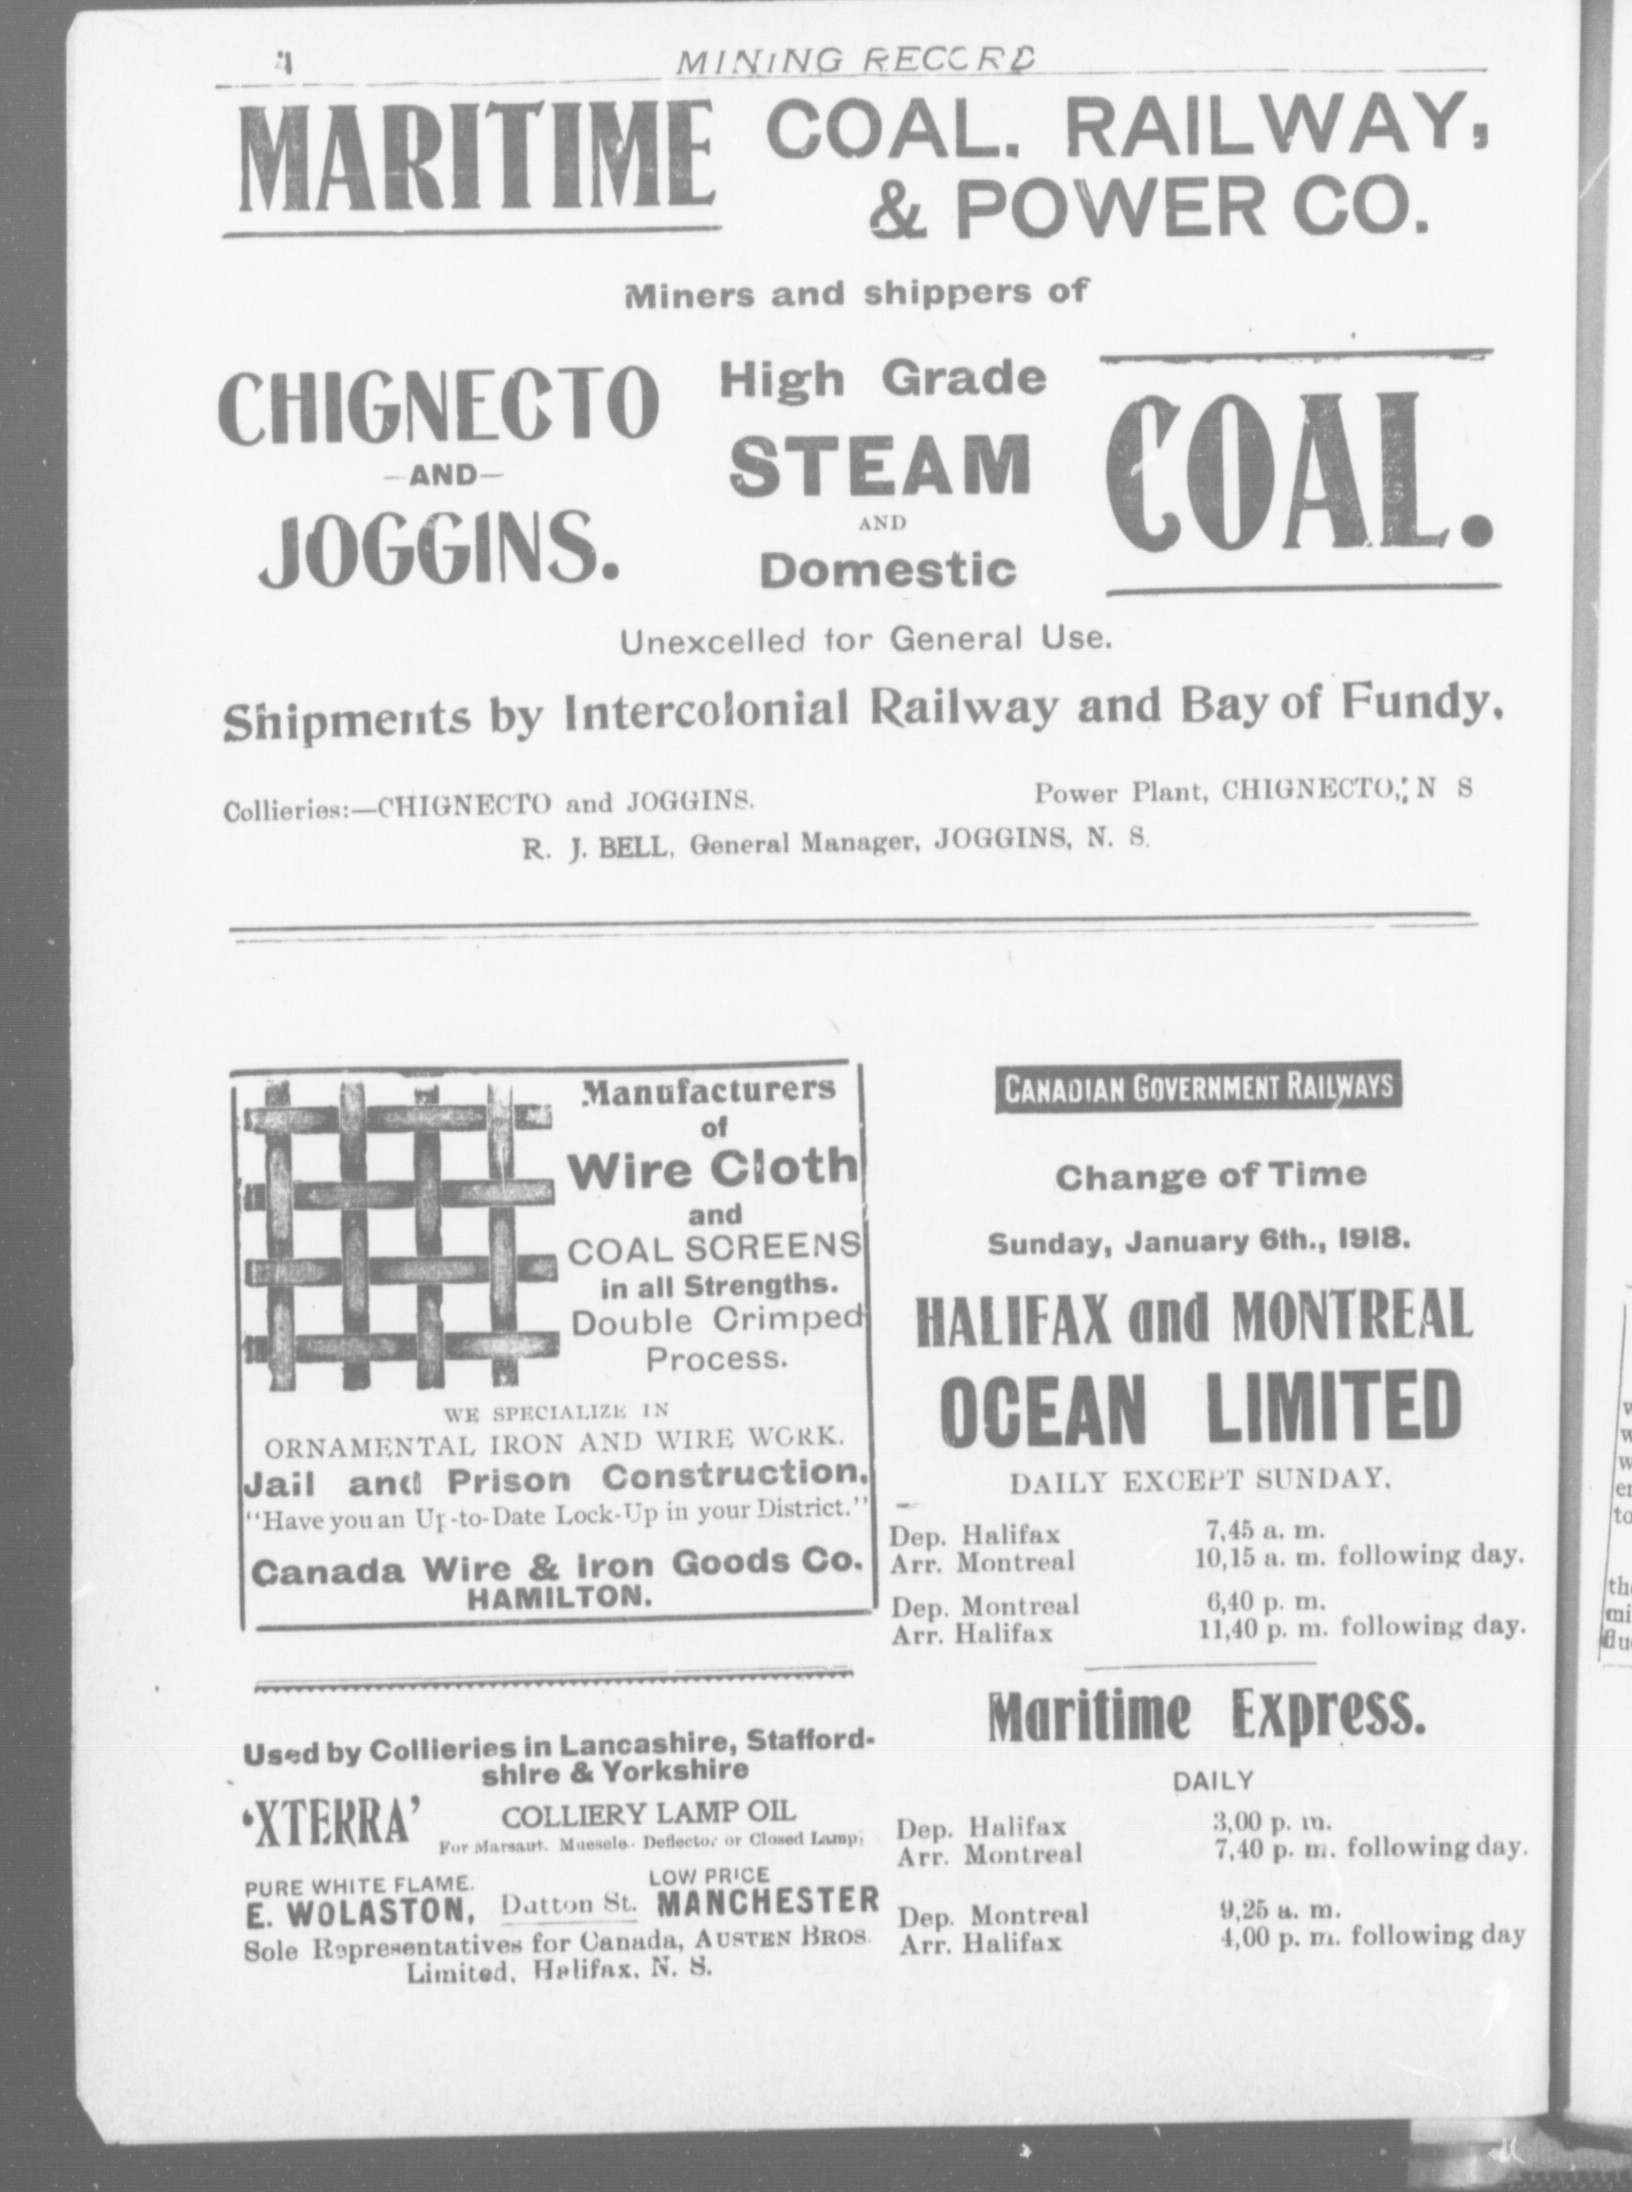 4
MINING RECORD
MARITIME COAL. RAILWAY,
& POWER CO.
Miners and shippers of
CHIGNECTO
—AND—
JOGGINS.
High Grade
STEAM
AND
Domestic
COAL.
Unexcelled for General Use.
Shipments by Intercolonial Railway and Bay of Fundy,
Collieries:—CHIGNECTO and JOGGINS. Power Plant, CHIGNECTO, N S
R. J. BELL, General Manager, JOGGINS, N. S.
Manufacturers
of
Wire Cloth
and
COAL SCREENS
in all Strengths.
Double Crimped
Process.
WE SPECIALIZE IN
ORNAMENTAL IRON AND WIRE WORK.
Jail and Prison Construction.
"Have you an Up-to-Date Lock-Up in your District."
Canada Wire & Iron Goods Co.
HAMILTON.
Used by Collieries in Lancashire, Stafford-
shire & Yorkshire
'XTERRA' COLLIERY LAMP OIL
For Marsaut, Muesele, Deflector or Closed Lamp;
PURE WHITE FLAME. LOW PRICE
E. WOLASTON, Dutton St. MANCHESTER
Sole Representatives for Canada, AUSTEN BROS.
Limited, Halifax, N. S.
CANADIAN GOVERNMENT RAILWAYS
Change of Time
Sunday, January 6th., 1918.
HALIFAX and MONTREAL
OCEAN LIMITED
DAILY EXCEPT SUNDAY,
Dep. Halifax 7,45 a. m.
Arr. Montreal 10,15 a. m. following day.
Dep. Montreal 6,40 p. m.
Arr. Halifax 11,40 p. m. following day.
Maritime Express.
DAILY
Dep. Halifax 3,00 p. m.
Arr. Montreal 7,40 p. m. following day.
Dep. Montreal 9,25 a. m.
Arr. Halifax 4,00 p. m. following day